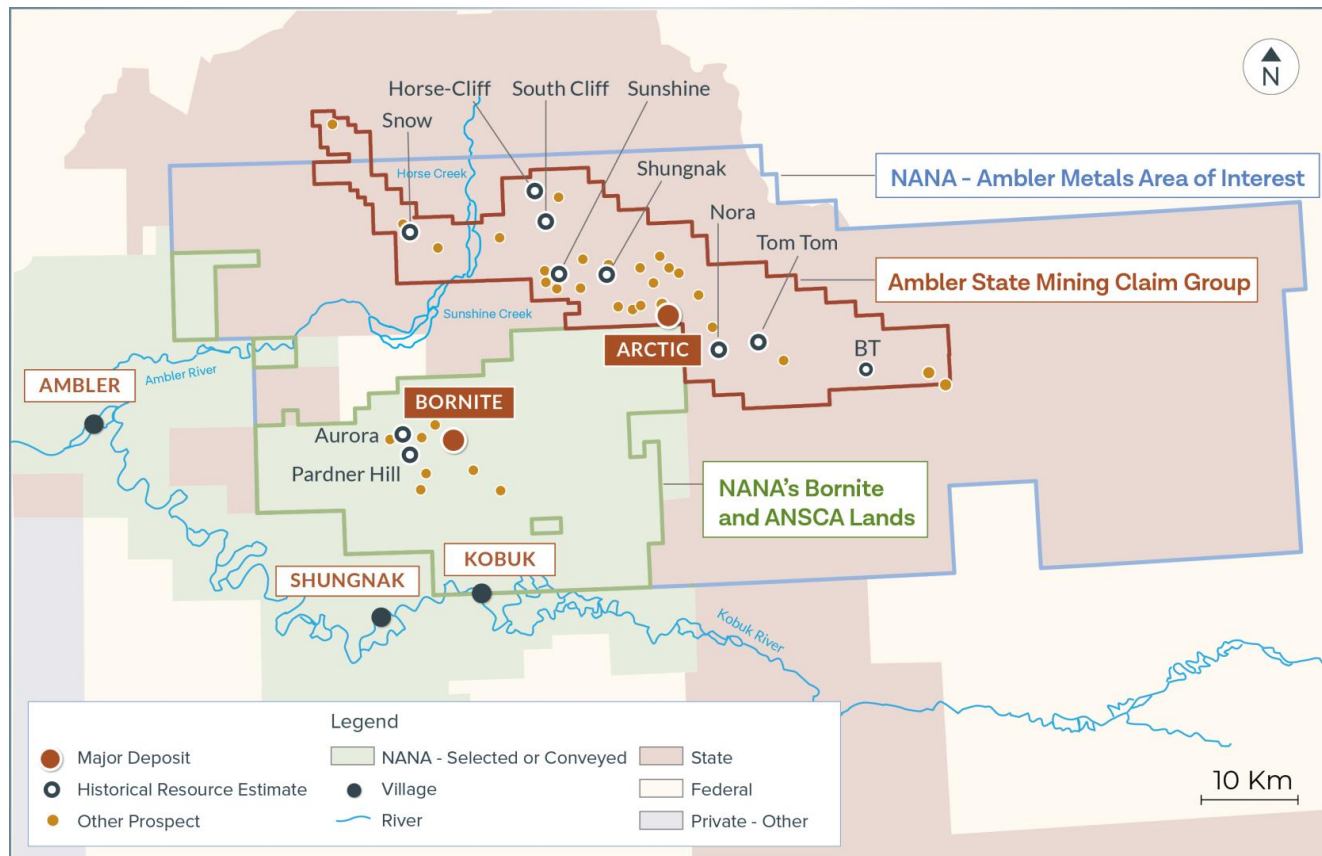 N
Horse-Cliff
South Cliff
Sunshine
Snow
Horse Creek
Shungnak
NANA - Ambler Metals Area of Interest
Nora
Tom Tom
Ambler State Mining Claim Group
Sunshine Creek
ARCTIC
BT
AMBLER
Ambler River
BORNITE
Aurora
Pardner Hill
NANA’s Bornite
and ANSCA Lands
KOBUK
SHUNGNAK
Kobuk River
Legend
Major Deposit
NANA - Selected or Conveyed
State
Historical Resource Estimate
Village
Federal
Other Prospect
River
Private - Other
10 Km